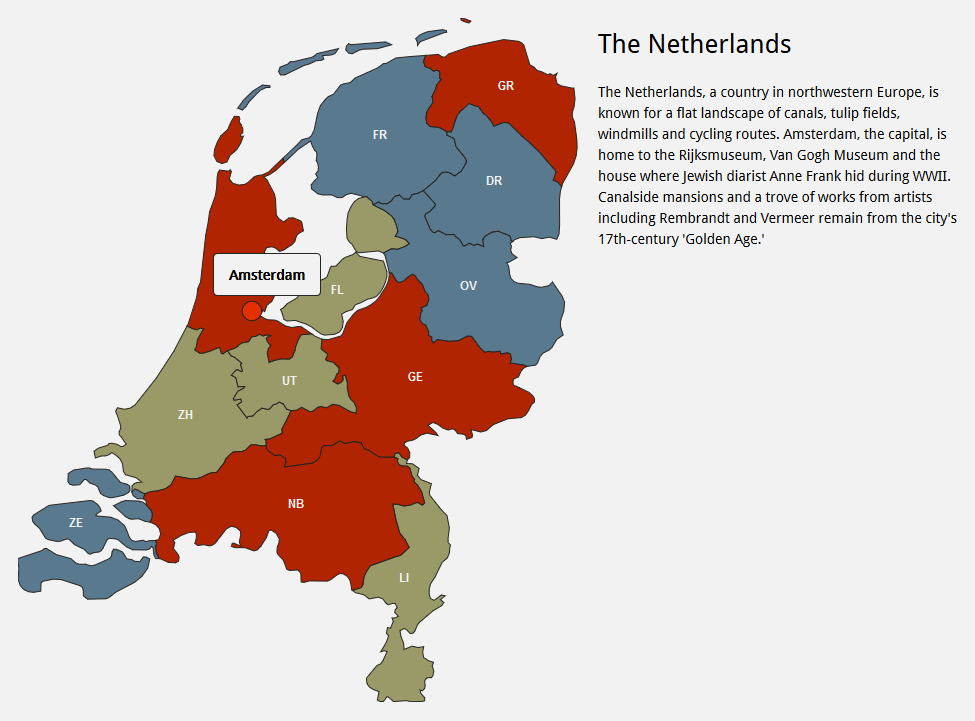 The Netherlands
The Netherlands, a country in northwestern Europe, is
known for a flat landscape of canals, tulip fields,
windmills and cycling routes. Amsterdam, the capital, is
home to the Rijksmuseum, Van Gogh Museum and the
house where Jewish diarist Anne Frank hid during WWII.
Canalside mansions and a trove of works from artists
including Rembrandt and Vermeer remain from the city's
17th-century 'Golden Age.'
GR
FR
DR
Amsterdam
OV
FL
UT
GE
ZH
NB
ZE
LI